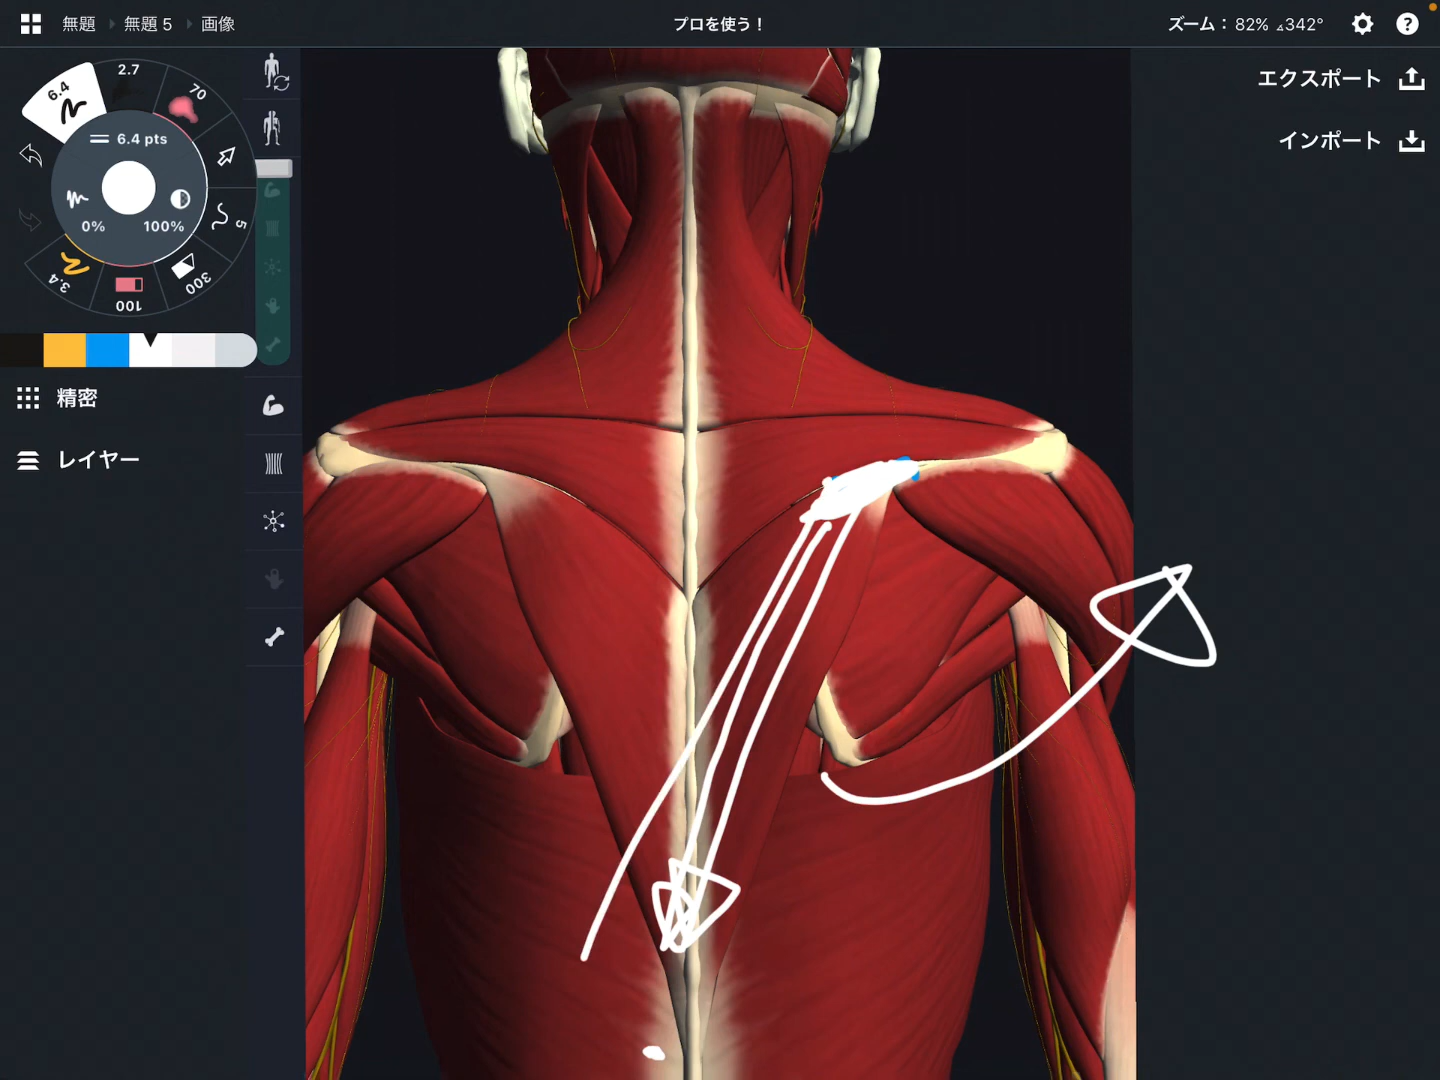 無題 無題 5 画像
プロを使う！
ズーム： 82% ⊿342°
エクスポート
インポート
2.7
6.4
70
6.4 pts
5
0%
100%
3.4
100
300
精密
レイヤー